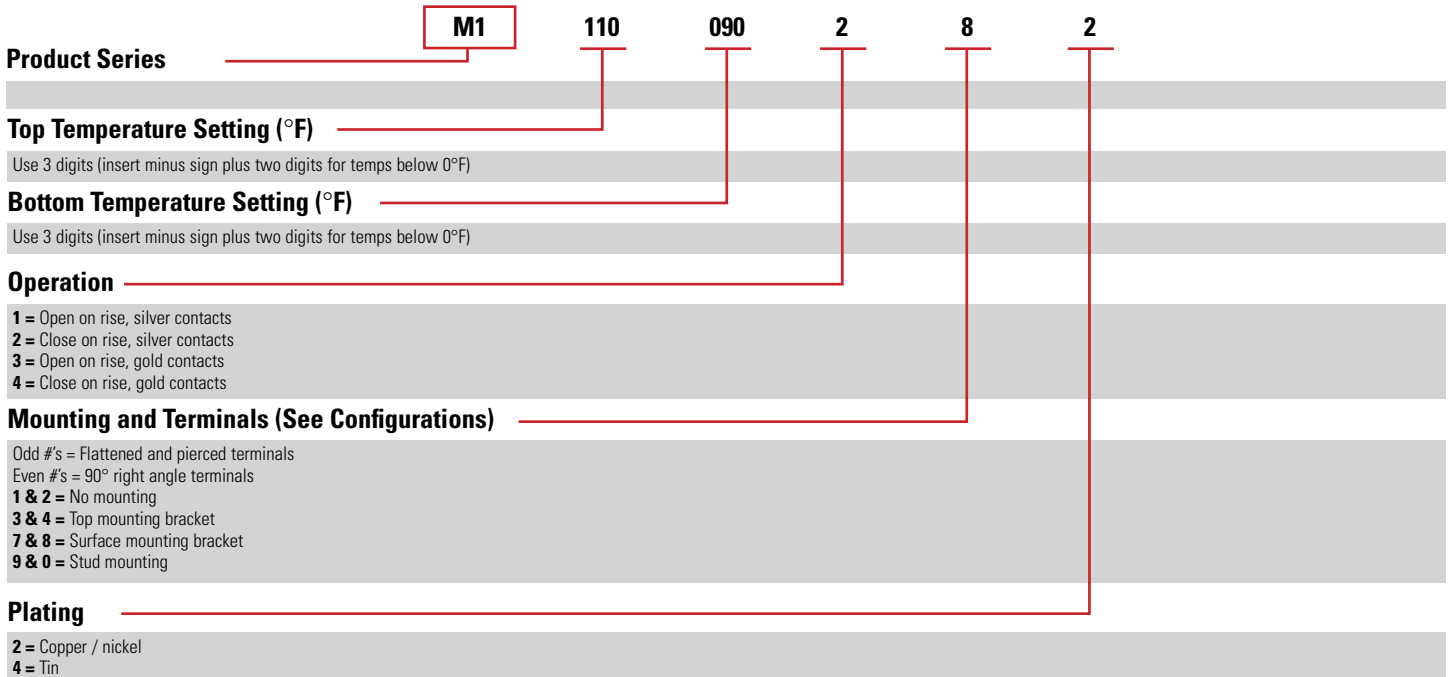 M1 110 090 2 8 2
Product Series
Top Temperature Setting (°F)
Use 3 digits (insert minus sign plus two digits for temps below 0°F)
Bottom Temperature Setting (°F)
Use 3 digits (insert minus sign plus two digits for temps below 0°F)
Operation
1 = Open on rise, silver contacts
2 = Close on rise, silver contacts
3 = Open on rise, gold contacts
4 = Close on rise, gold contacts
Mounting and Terminals (See Configurations)
Odd #'s = Flattened and pierced terminals
Even #'s = 90° right angle terminals
1 & 2 = No mounting
3 & 4 = Top mounting bracket
7 & 8 = Surface mounting bracket
9 & 0 = Stud mounting
Plating
2 = Copper / nickel
4 = Tin